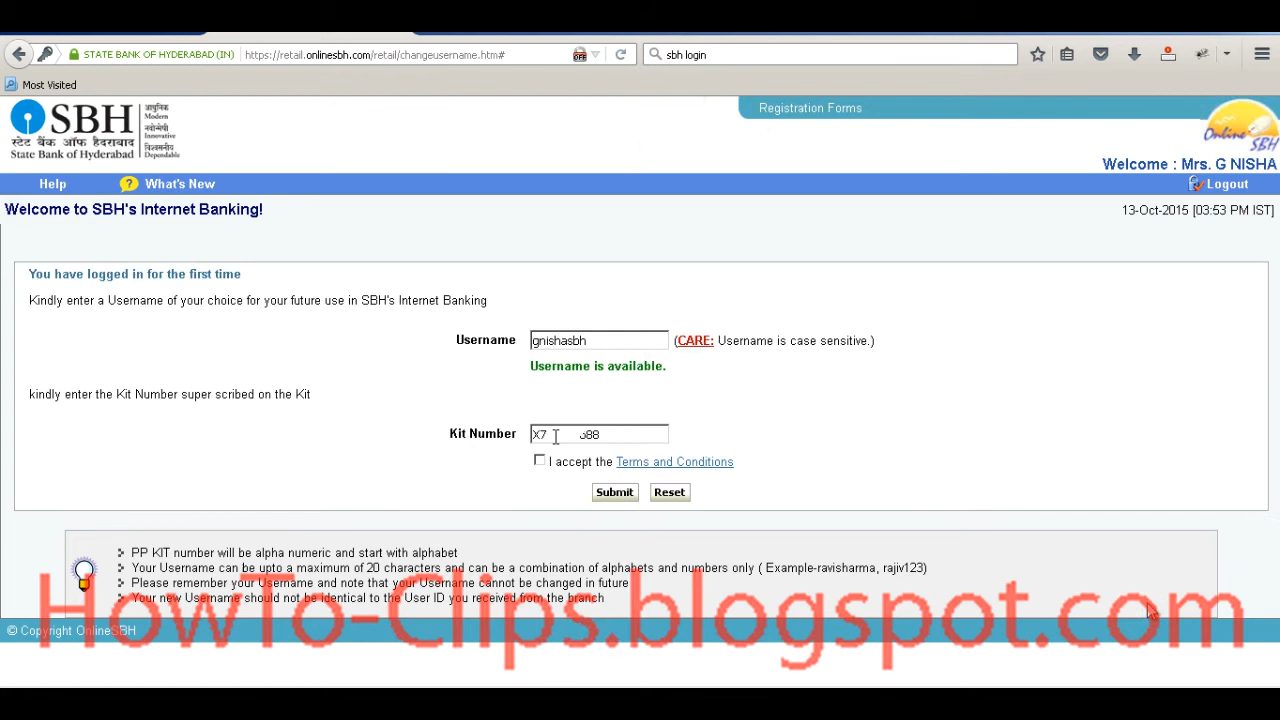 STATE BANK OF HYDERABAD (IN) https://retail.onlinesbh.com/retail/changeusername.htm# OFF sbh login
Most Visited
SBH
आधुनिक
Modern
नवोन्मेषी
Innovative
विश्वसनीय
Dependable
स्टेट बैंक ऑफ हैदराबाद
State Bank of Hyderabad
Registration Forms
Online SBH
Welcome : Mrs. G NISHA
Help ? What's New Logout
Welcome to SBH's Internet Banking! 13-Oct-2015 [03:53 PM IST]
You have logged in for the first time
Kindly enter a Username of your choice for your future use in SBH's Internet Banking
Username gnishasbh (CARE: Username is case sensitive.)
Username is available.
kindly enter the Kit Number super scribed on the Kit
Kit Number X7 88
I accept the Terms and Conditions
Submit Reset
PP KIT number will be alpha numeric and start with alphabet
Your Username can be upto a maximum of 20 characters and can be a combination of alphabets and numbers only ( Example-ravisharma, rajiv123)
Please remember your Username and note that your Username cannot be changed in future
Your new Username should not be identical to the User ID you received from the branch
HowTo-Clips.blogspot.com
© Copyright OnlineSBH